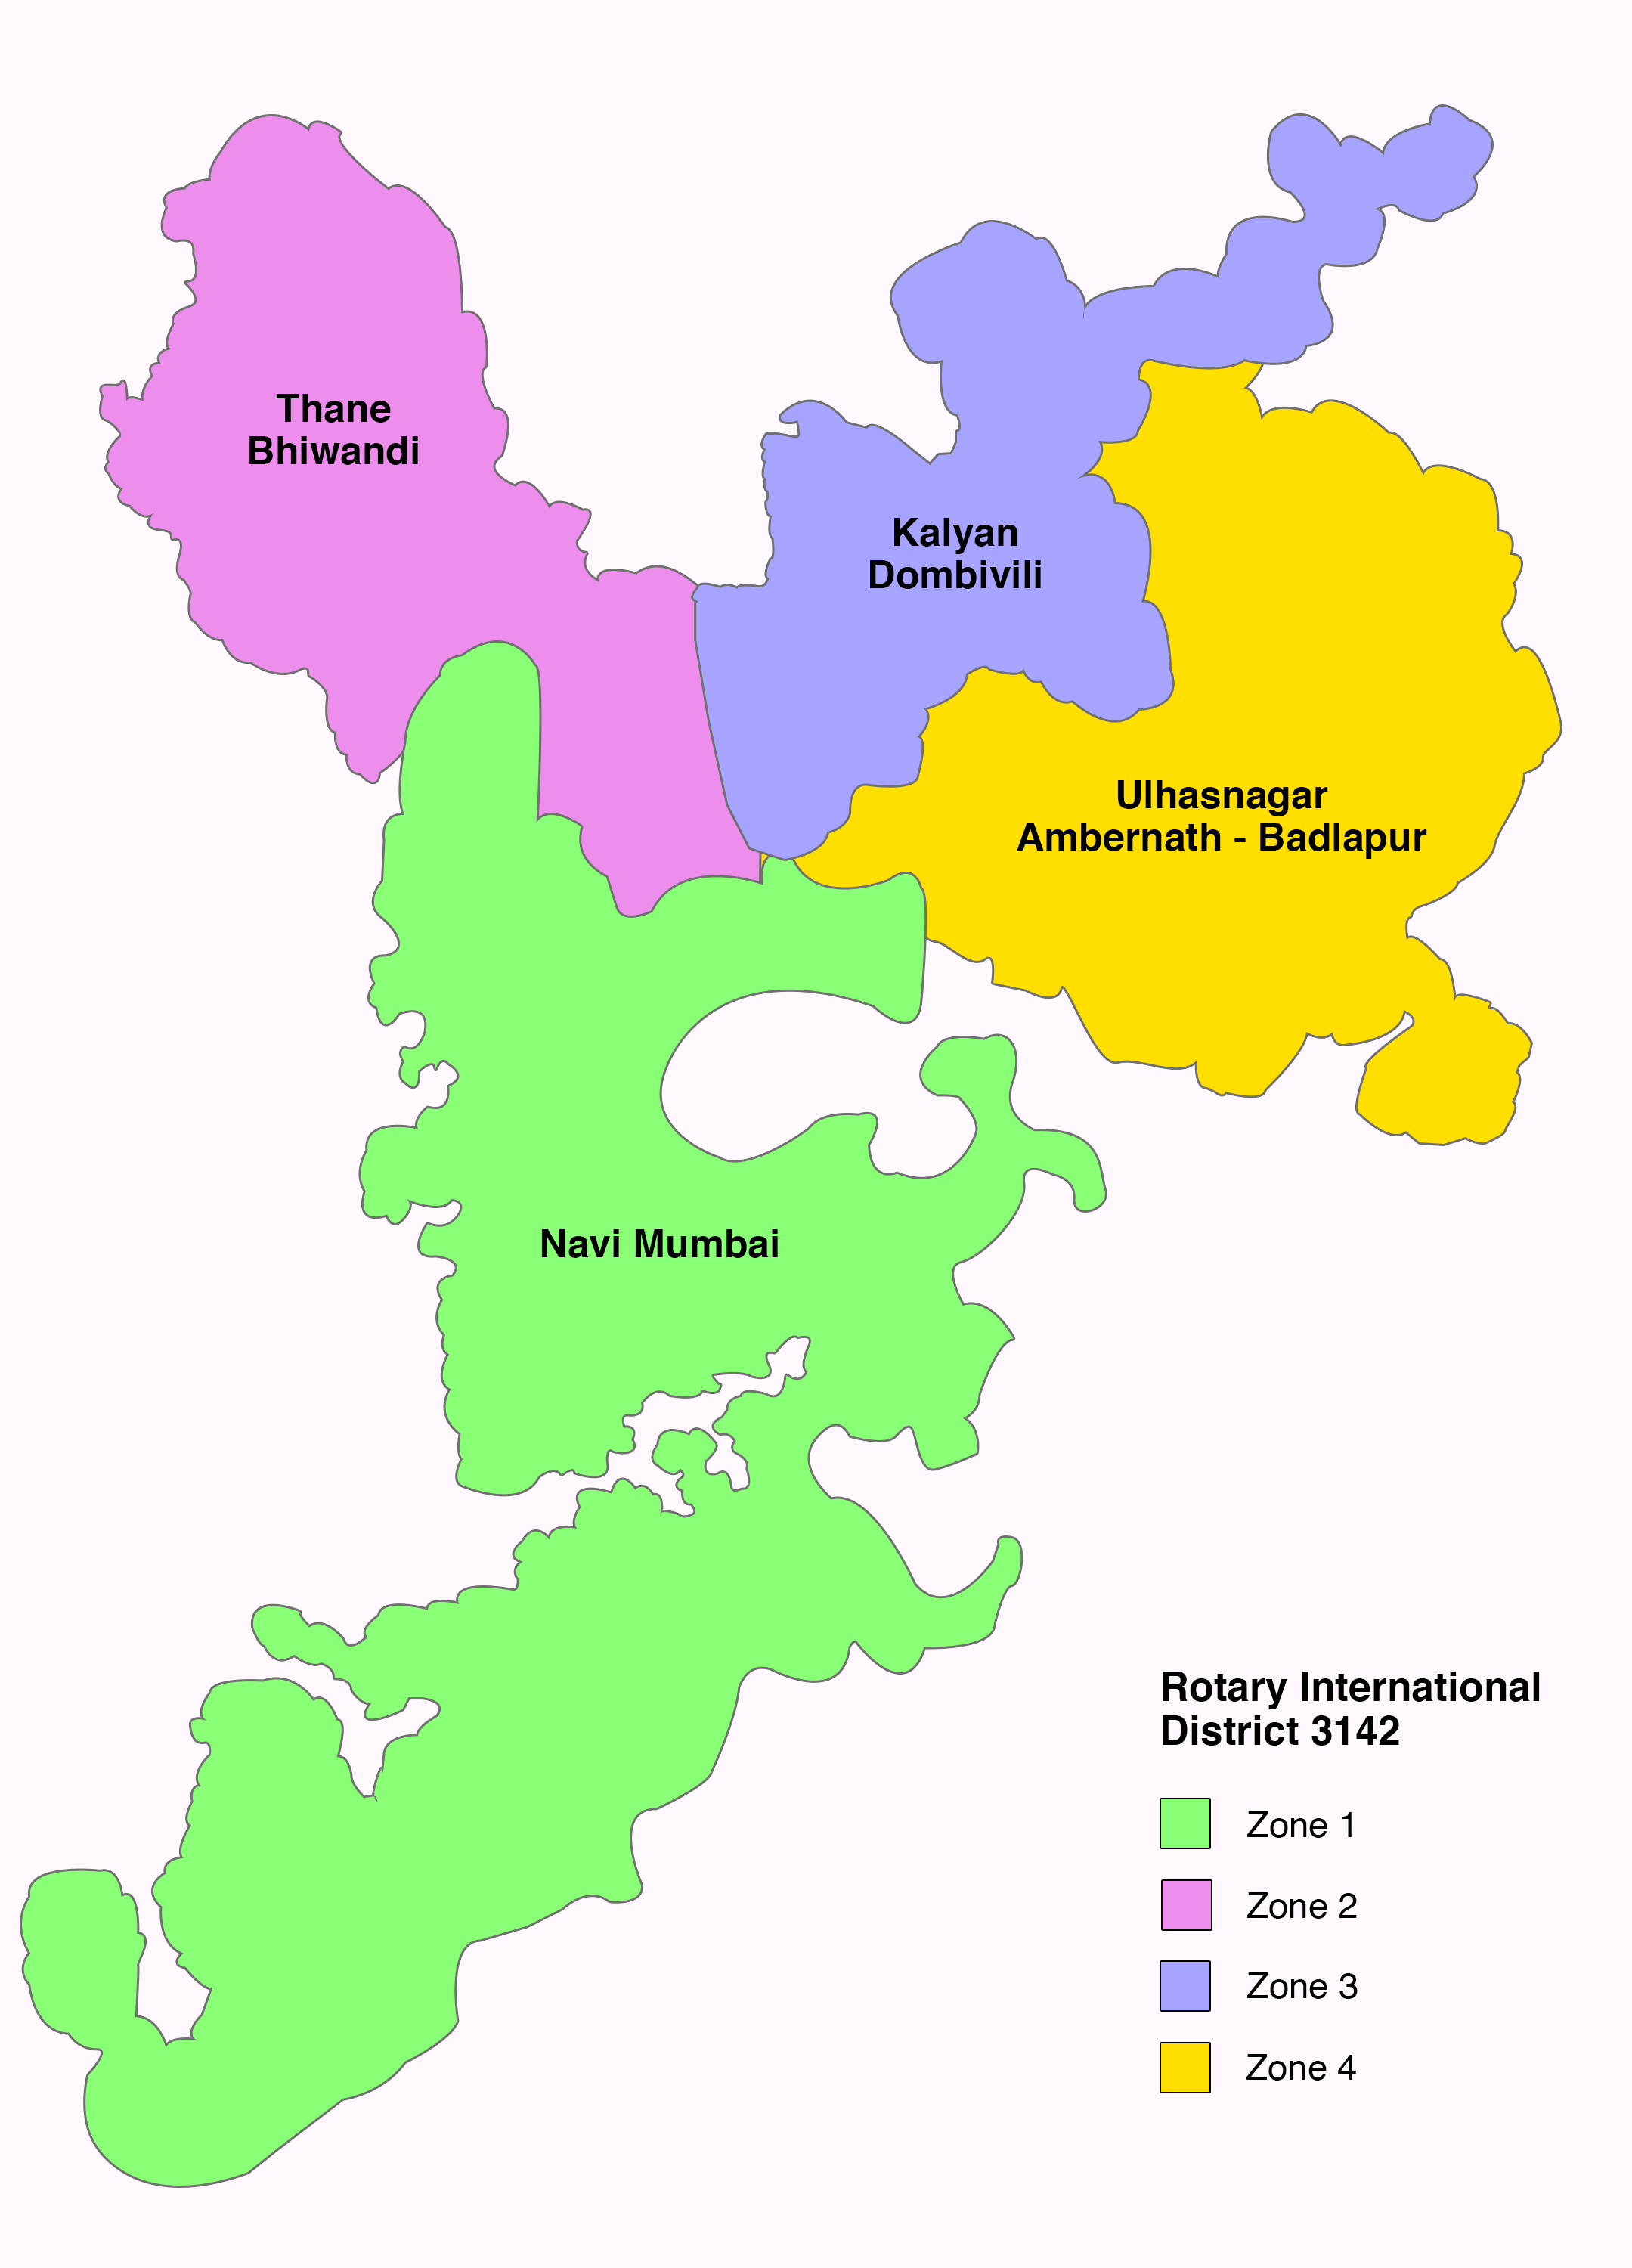 Thane
Bhiwandi
Kalyan
Dombivili
Ulhasnagar
Ambernath - Badlapur
Navi Mumbai
Rotary International
District 3142
Zone 1
Zone 2
Zone 3
Zone 4